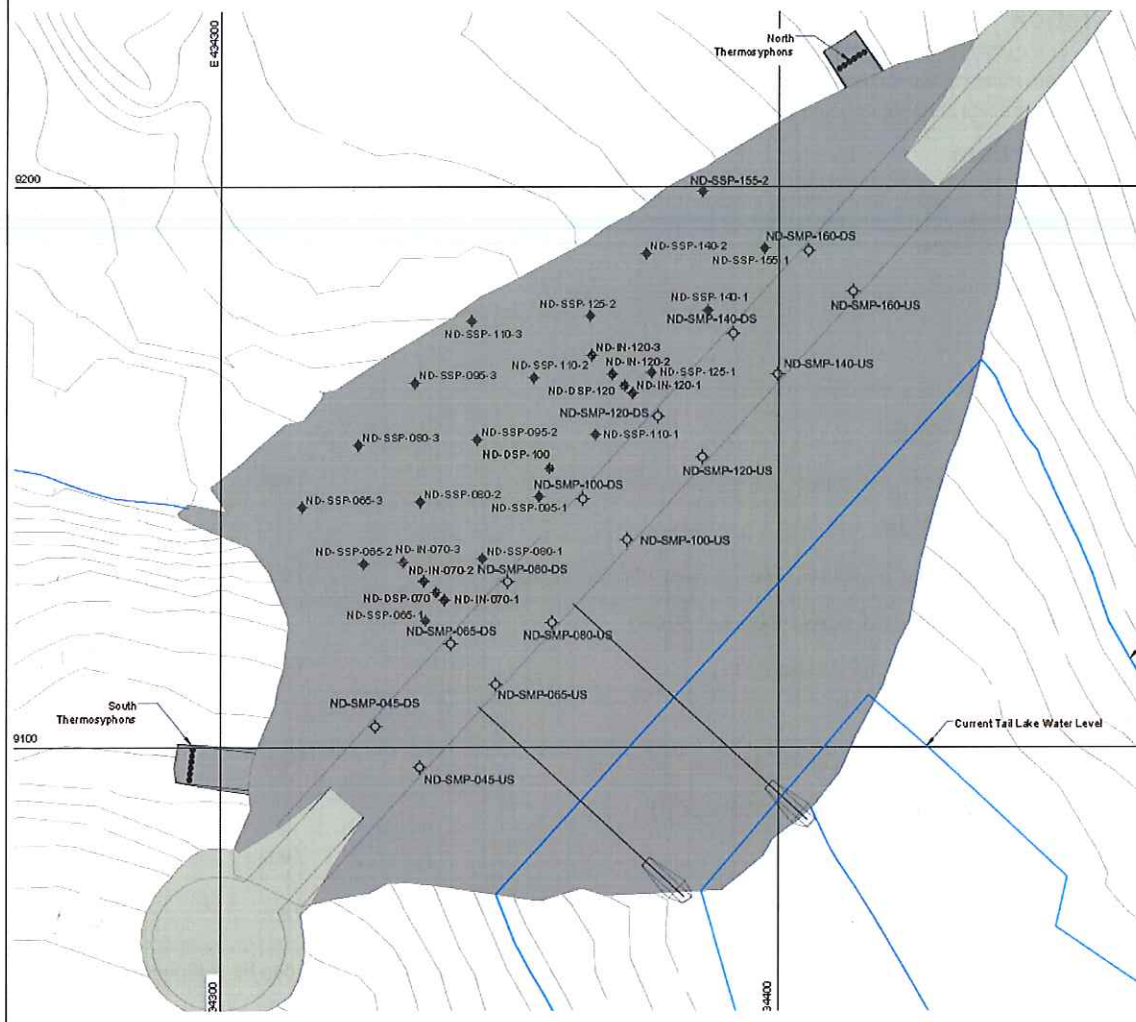 E 434300
North
Thermosyphons
9200
ND-SSP-155-2
ND-SMP-160-DS
ND-SSP-140-2
ND-SSP-155-1
ND-SMP-160-US
ND-SSP-125-2
ND-SSP-140-1
ND-SSP-110-3
ND-SMP-140-DS
ND-IN-120-3
ND-SSP-110-2
ND-IN-120-2
ND-SSP-125-1
ND-SMP-140-US
ND-SSP-095-3
ND-DSP-120
ND-IN-120-1
ND-SMP-120-DS
ND-SSP-095-2
ND-SSP-110-1
ND-SSP-080-3
ND-DSP-100
ND-SMP-120-US
ND-SMP-100-DS
ND-SSP-080-2
ND-SSP-065-3
ND-SSP-095-1
ND-SMP-100-US
ND-SSP-065-2
ND-IN-070-3
ND-SSP-080-1
ND-IN-070-2
ND-SMP-080-DS
ND-DSP-070
ND-IN-070-1
ND-SSP-065-1
ND-SMP-065-DS
ND-SMP-080-US
ND-SMP-065-US
South
Thermosyphons
ND-SMP-045-DS
9100
Current Tail Lake Water Level
ND-SMP-045-US
34300
34400